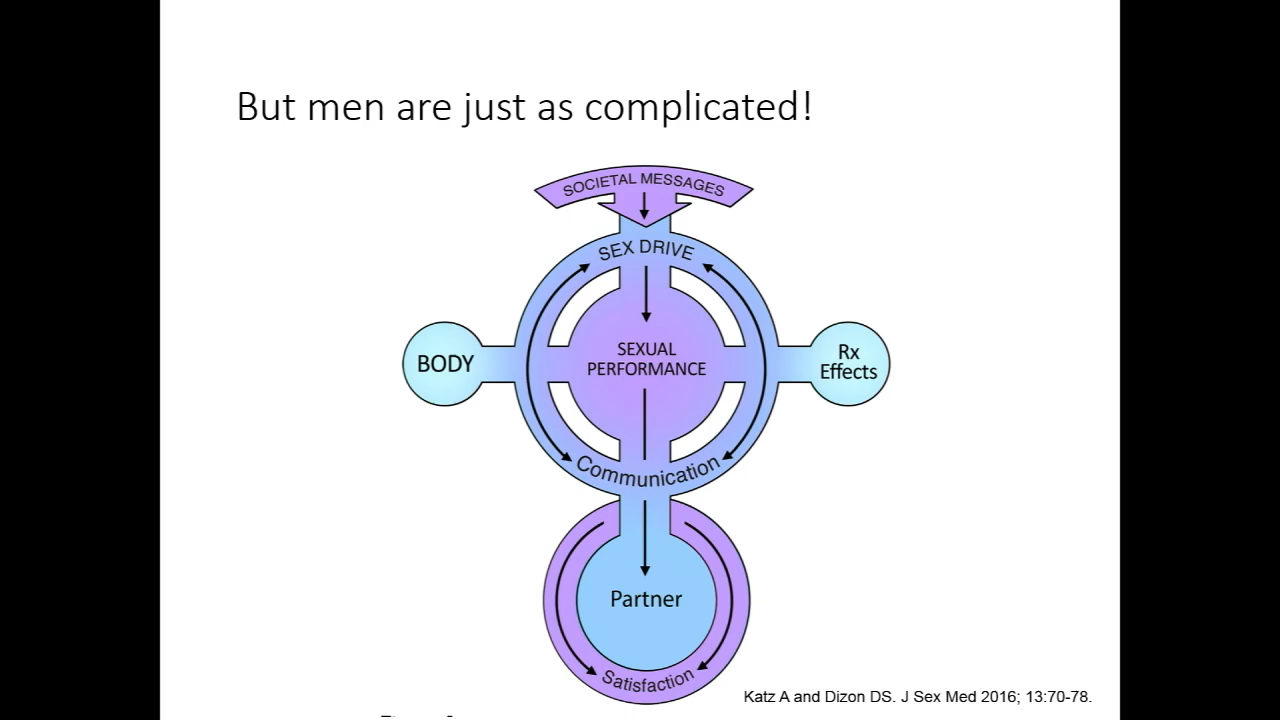 But men are just as complicated!
SOCIETAL MESSAGES
SEX DRIVE
BODY
SEXUAL
PERFORMANCE
Rx
Effects
Communication
Partner
Satisfaction
Katz A and Dizon DS. J Sex Med 2016; 13:70-78.